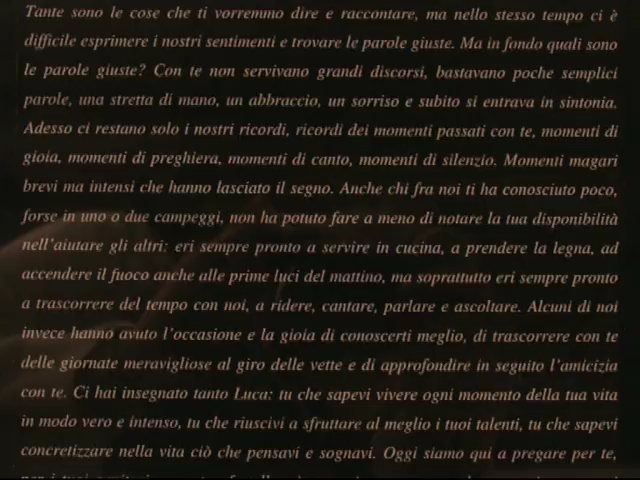 Tante sono le cose che ti vorremmo dire e raccontare, ma nello stesso tempo ci è
difficile esprimere i nostri sentimenti e trovare le parole giuste. Ma in fondo quali sono
le parole giuste? Con te non servivano grandi discorsi, bastavano poche semplici
parole, una stretta di mano, un abbraccio, un sorriso e subito si entrava in sintonia.
Adesso ci restano solo i nostri ricordi, ricordi dei momenti passati con te, momenti di
gioia, momenti di preghiera, momenti di canto, momenti di silenzio. Momenti magari
brevi ma intensi che hanno lasciato il segno. Anche chi fra noi ti ha conosciuto poco,
forse in uno o due campeggi, non ha potuto fare a meno di notare la tua disponibilità
nell'aiutare gli altri: eri sempre pronto a servire in cucina, a prendere la legna, ad
accendere il fuoco anche alle prime luci del mattino, ma soprattutto eri sempre pronto
a trascorrere del tempo con noi, a ridere, cantare, parlare e ascoltare. Alcuni di noi
invece hanno avuto l'occasione e la gioia di conoscerti meglio, di trascorrere con te
delle giornate meravigliose al giro delle vette e di approfondire in seguito l'amicizia
con te. Ci hai insegnato tanto Luca: tu che sapevi vivere ogni momento della tua vita
in modo vero e intenso, tu che riuscivi a sfruttare al meglio i tuoi talenti, tu che sapevi
concretizzare nella vita ciò che pensavi e sognavi. Oggi siamo qui a pregare per te,